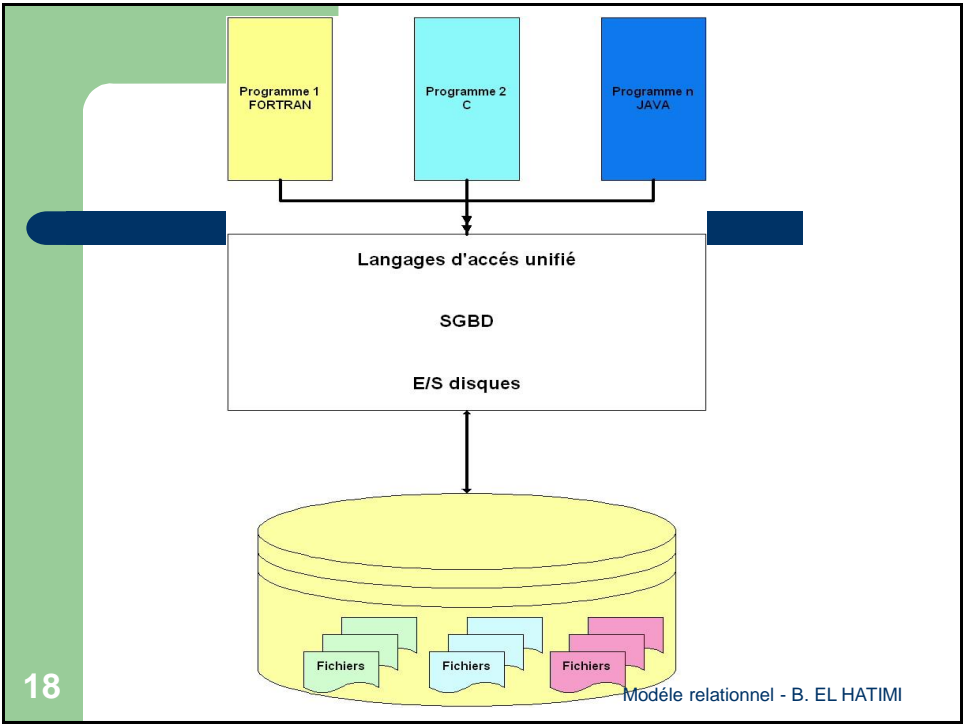 Programme 1
FORTRAN
Programme 2
C
Programme n
JAVA
Langages d'accés unifié
SGBD
E/S disques
Fichiers
Fichiers
Fichiers
18
Modéle relationnel - B. EL HATIMI